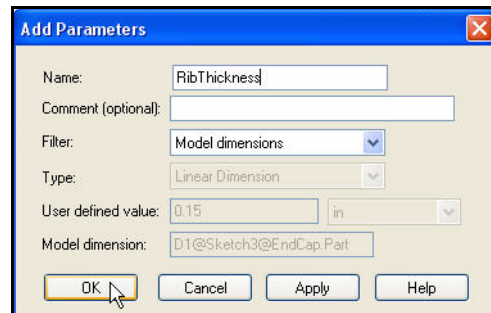 Add Parameters
Name: RibThickness
Comment (optional):
Filter: Model dimensions
Type: Linear Dimension
User defined value: 0.15 in
Model dimension: D1@Sketch3@EndCap.Part
OK Cancel Apply Help